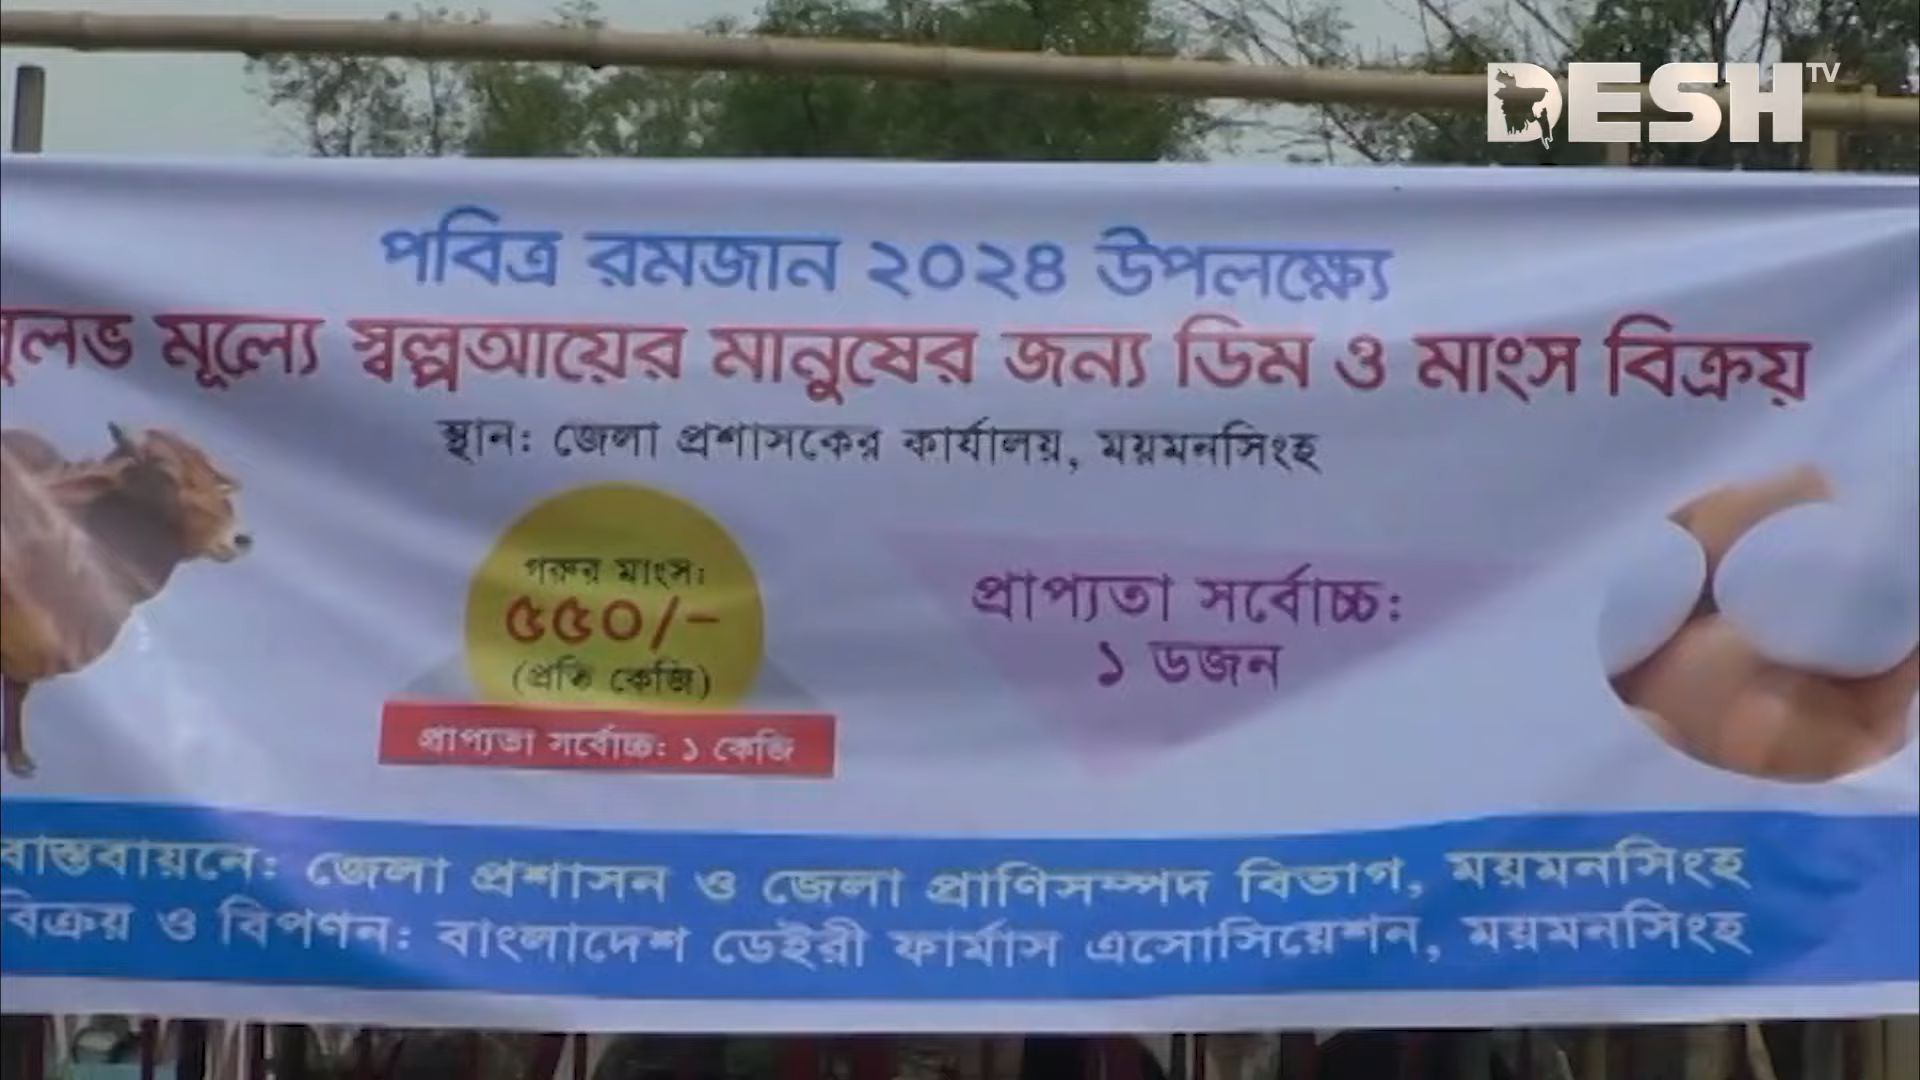 DESH TV
পবিত্র রমজান ২০২৪ উপলক্ষ্যে
সুলভ মূল্যে স্বল্পআয়ের মানুষের জন্য ডিম ও মাংস বিক্রয়
স্থান: জেলা প্রশাসকের কার্যালয়, ময়মনসিংহ
গরুর মাংস:
৫৫০/-
(প্রতি কেজি)
প্রাপ্যতা সর্বোচ্চ: ১ কেজি
প্রাপ্যতা সর্বোচ্চ:
১ ডজন
বাস্তবায়নে: জেলা প্রশাসন ও জেলা প্রাণিসম্পদ বিভাগ, ময়মনসিংহ
বিক্রয় ও বিপণন: বাংলাদেশ ডেইরী ফার্মাস এসোসিয়েশন, ময়মনসিংহ